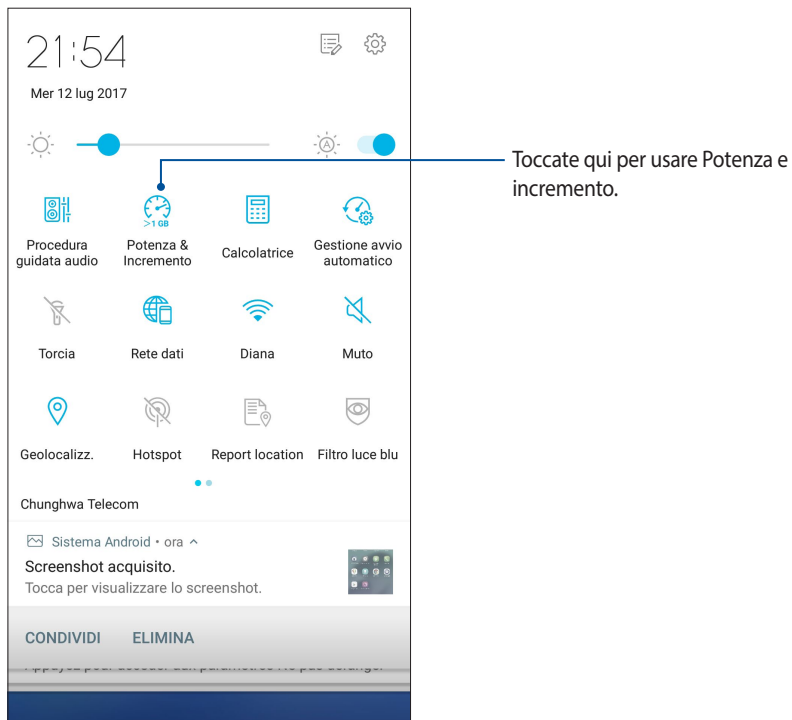 21:54
Mer 12 lug 2017
A
Toccate qui per usare Potenza e
incremento.
>1 GB
Procedura
guidata audio
Potenza &
Incremento
Calcolatrice
Gestione avvio
automatico
Torcia
Rete dati
Diana
Muto
Geolocalizz.
Hotspot
Report location
Filtro luce blu
Chunghwa Telecom
Sistema Android • ora
Screenshot acquisito.
Tocca per visualizzare lo screenshot.
CONDIVIDI ELIMINA